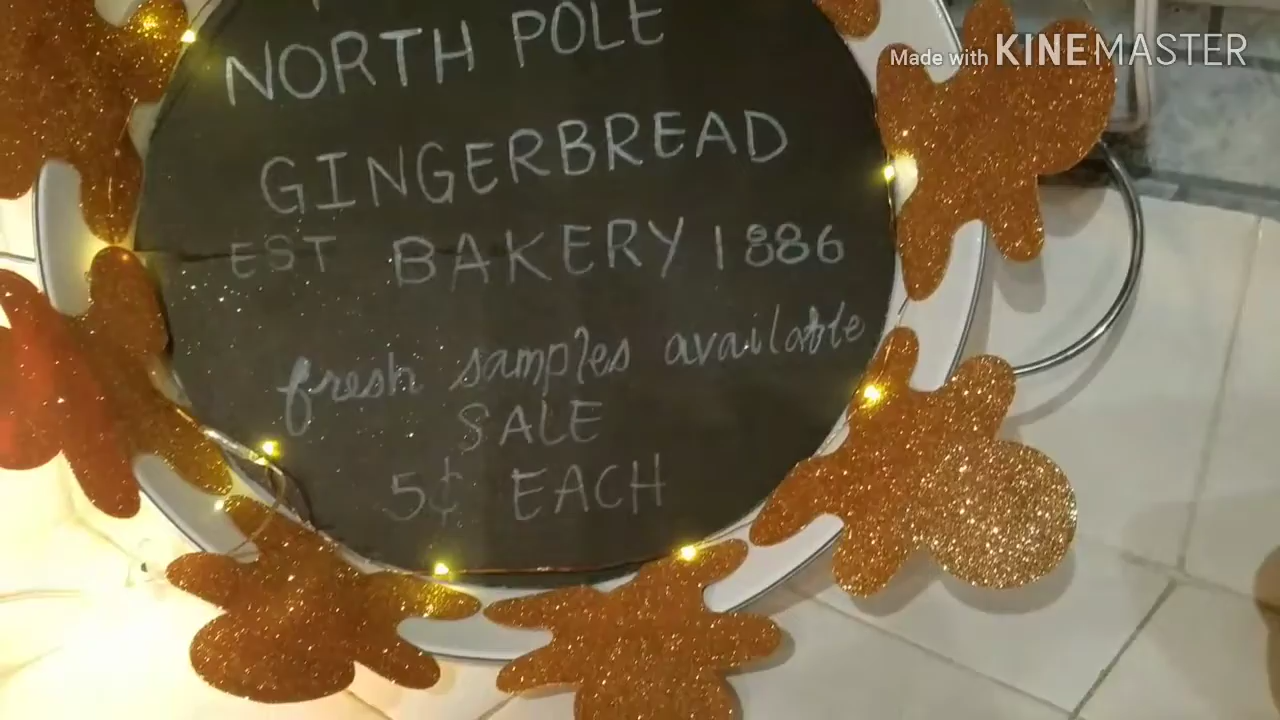 Made with KINEMASTER
NORTH POLE
GINGERBREAD
EST BAKERY 1886
fresh samples available
SALE
5¢ EACH